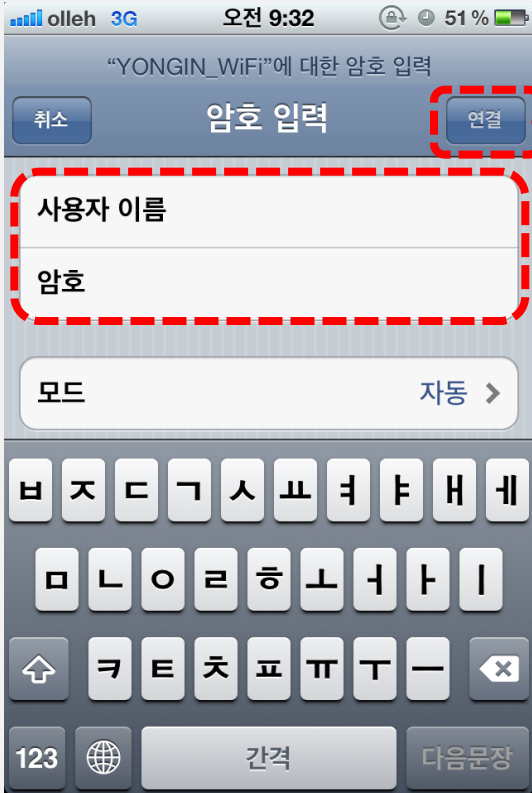 olleh 3G 오전 9:32 51%
“YONGIN_WiFi”에 대한 암호 입력
취소 암호 입력 연결
사용자 이름
암호
모드 자동
ㅂ ㅈ ㄷ ㄱ ㅅ ㅛ ㅕ ㅑ ㅐ ㅔ
ㅁ ㄴ ㅇ ㄹ ㅎ ㅗ ㅓ ㅏ ㅣ
ㅋ ㅌ ㅊ ㅍ ㅠ ㅜ ㅡ
123 간격 다음문장